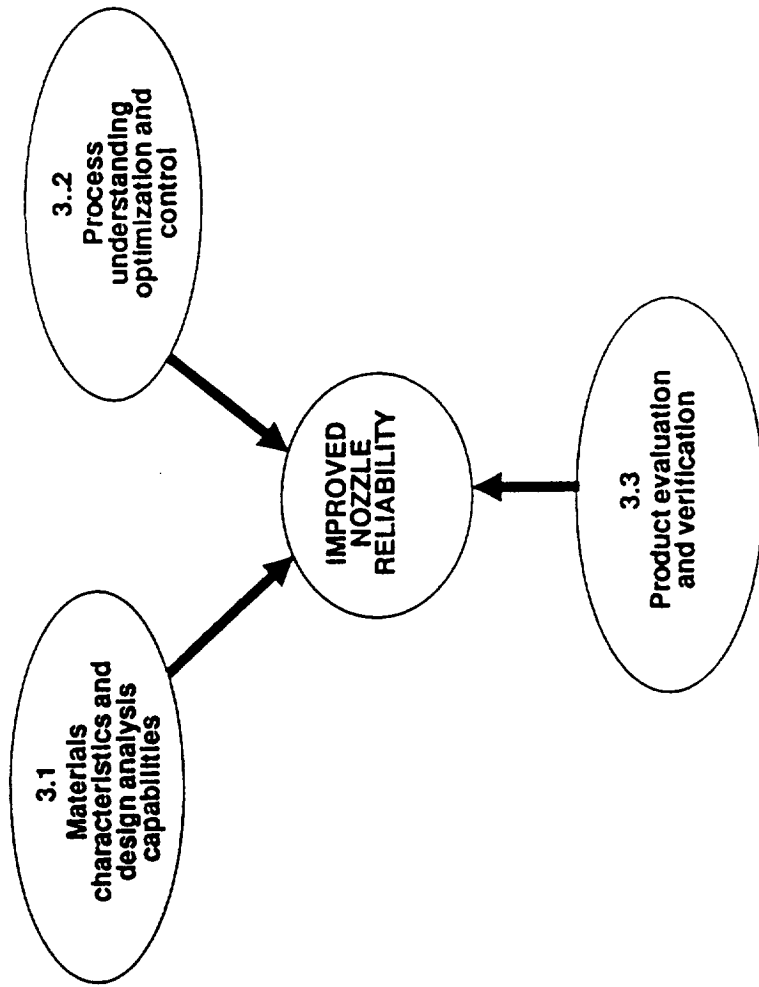 3.1
Materials
characteristics and
design analysis
capabilities
3..2
Process
understanding
optimization and
control
IMPROVED
NOZZLE
RELIABILITY
3.3
Product evaluation
and verification